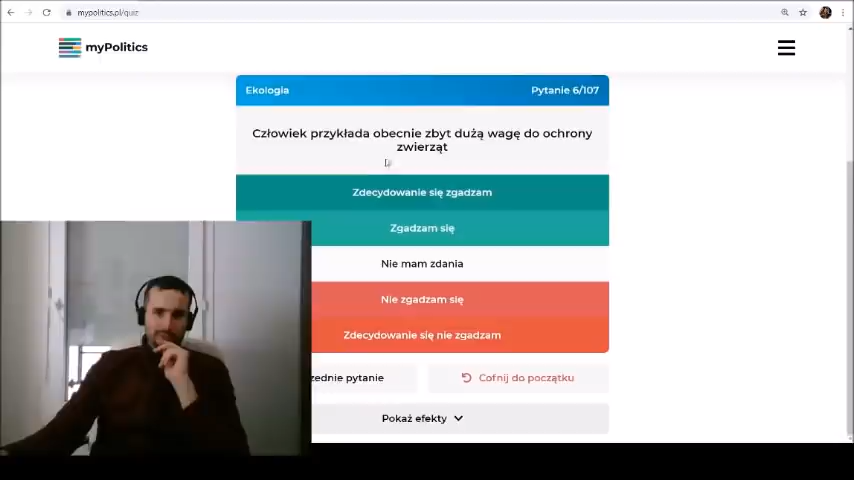 mypolitics.pl/quiz
myPolitics
Ekologia
Pytanie 6/107
Człowiek przykłada obecnie zbyt dużą wagę do ochrony
zwierząt
Zdecydowanie się zgadzam
Zgadzam się
Nie mam zdania
Nie zgadzam się
Zdecydowanie się nie zgadzam
zednie pytanie
Cofnij do początku
Pokaż efekty